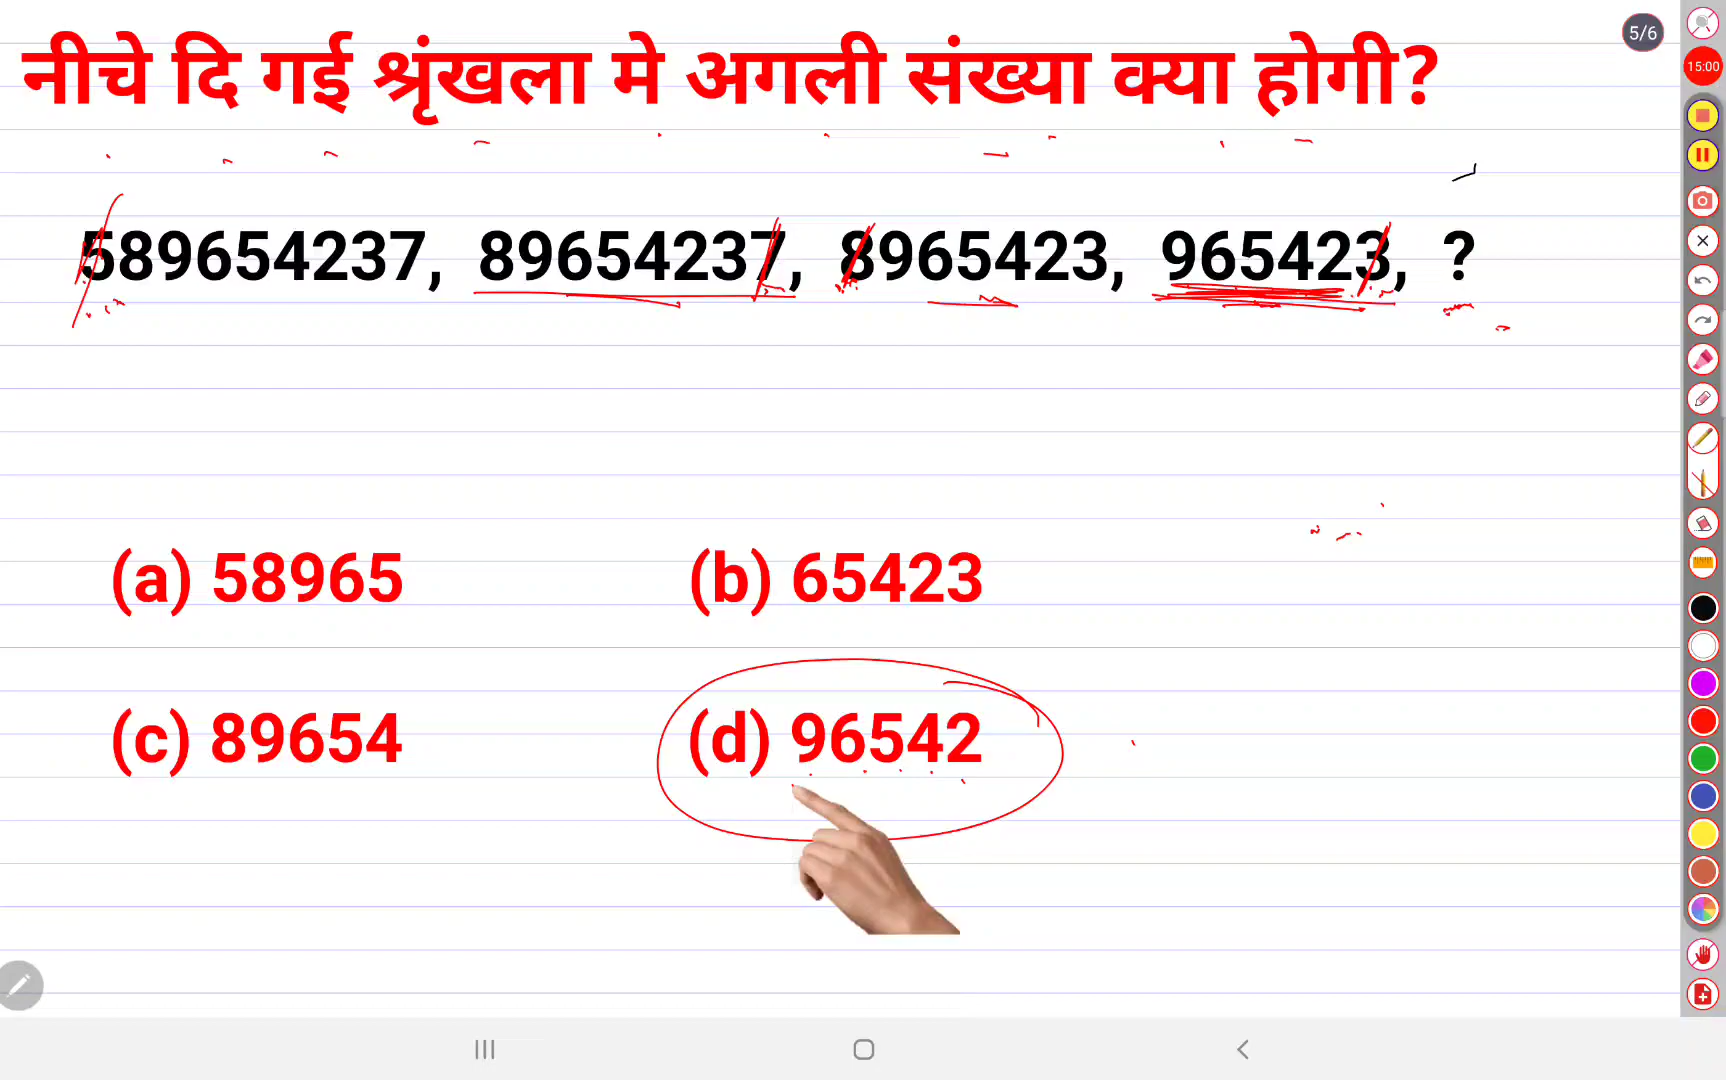 नीचे दि गई श्रृंखला मे अगली संख्या क्या होगी?
5/6
15:00
589654237, 89654237, 8965423, 965423, ?
(a) 58965 (b) 65423
(c) 89654 (d) 96542